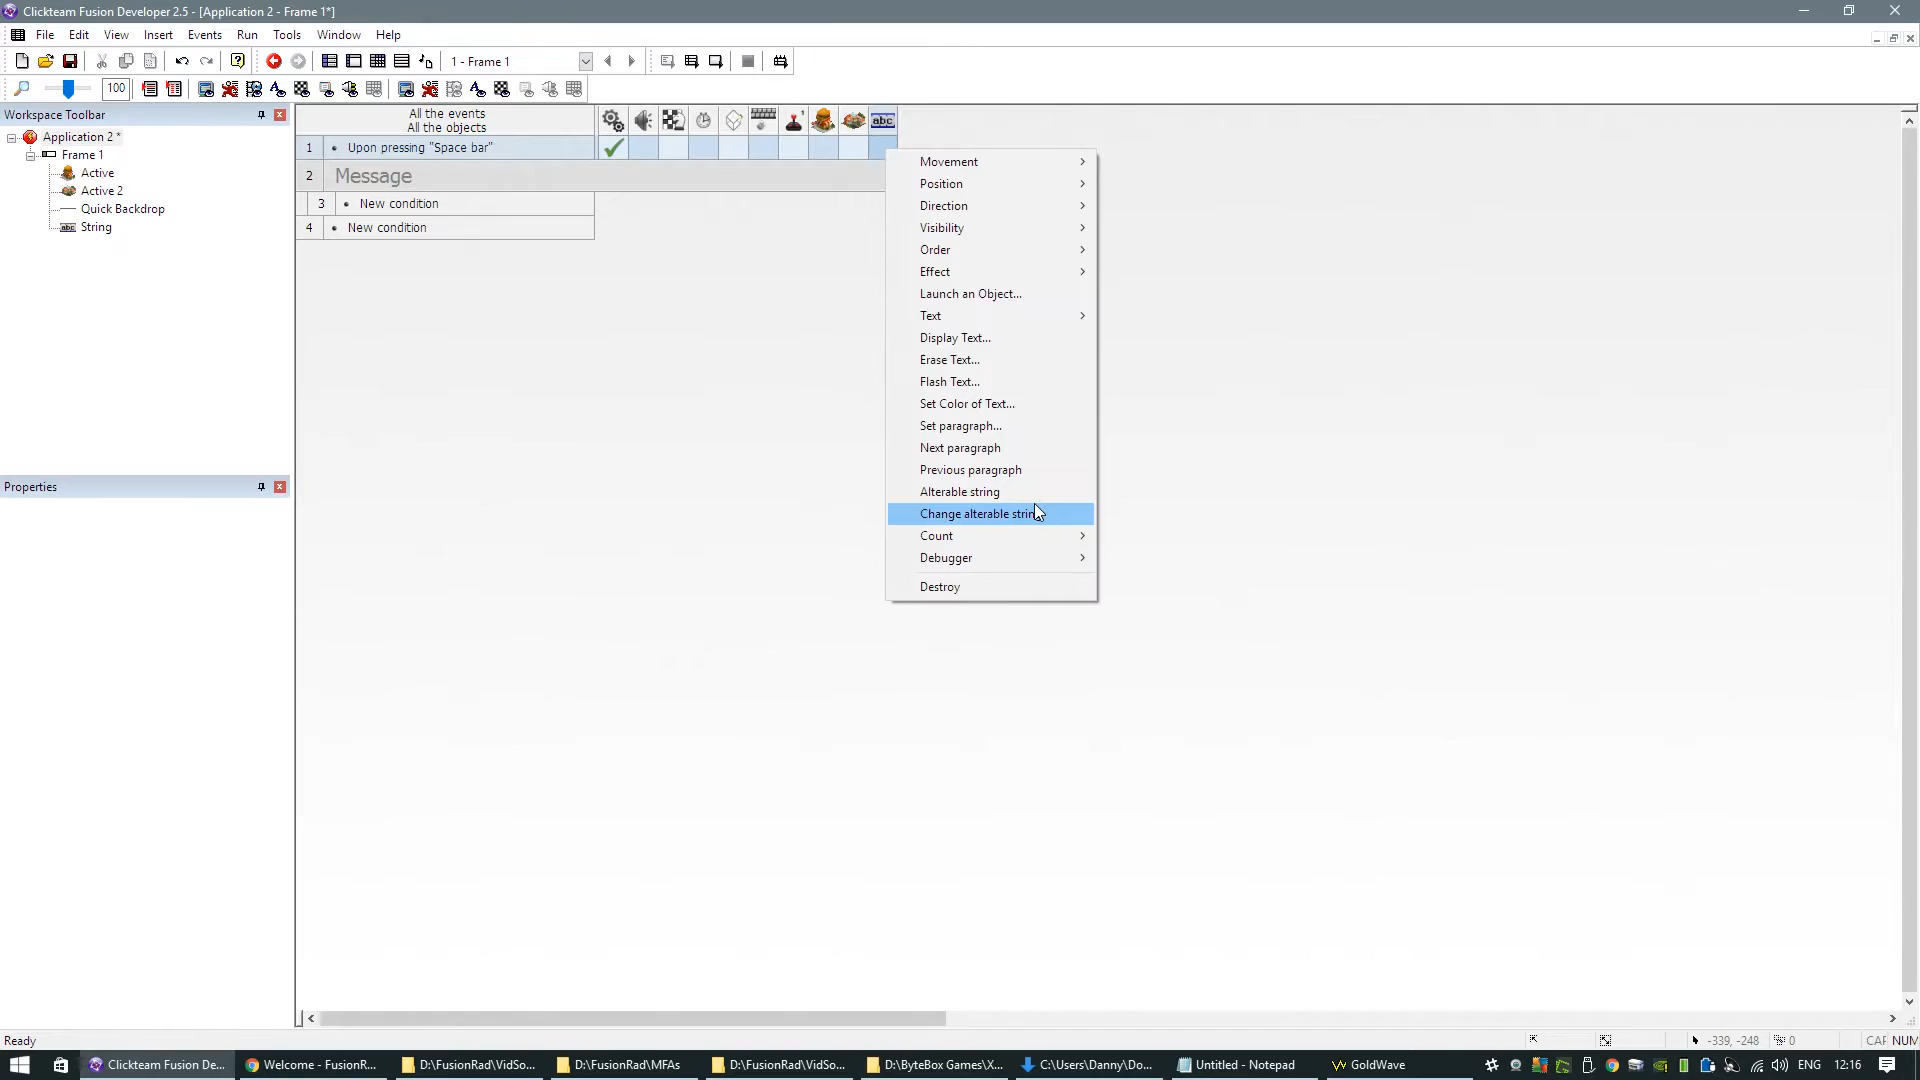 Clickteam Fusion Developer 2.5 - [Application 2 - Frame 1*]
File Edit View Insert Events Run Tools Window Help
1 - Frame 1
100
Workspace Toolbar
Application 2 *
Frame 1
Active
Active 2
Quick Backdrop
String
Properties
All the events
All the objects
abc
1 • Upon pressing "Space bar"
2 Message
3 • New condition
4 • New condition
Movement
Position
Direction
Visibility
Order
Effect
Launch an Object...
Text
Display Text...
Erase Text...
Flash Text...
Set Color of Text...
Set paragraph...
Next paragraph
Previous paragraph
Alterable string
Change alterable strin
Count
Debugger
Destroy
Ready
-339, -248
0
CAP NUM
Clickteam Fusion De... Welcome - FusionR... D:\FusionRad\VidSo... D:\FusionRad\MFAs D:\FusionRad\VidSo... D:\ByteBox Games\X... C:\Users\Danny\Do... Untitled - Notepad GoldWave ENG 12:16